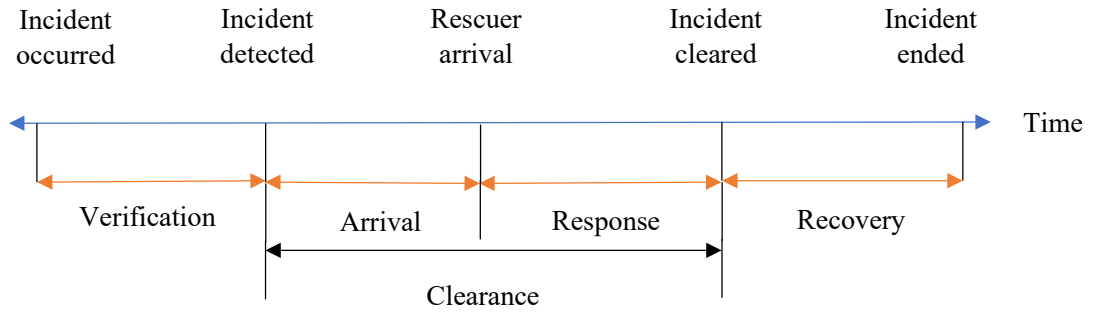 Incident
occurred
Incident
detected
Rescuer
arrival
Incident
cleared
Incident
ended
Time
Verification
Arrival
Response
Recovery
Clearance